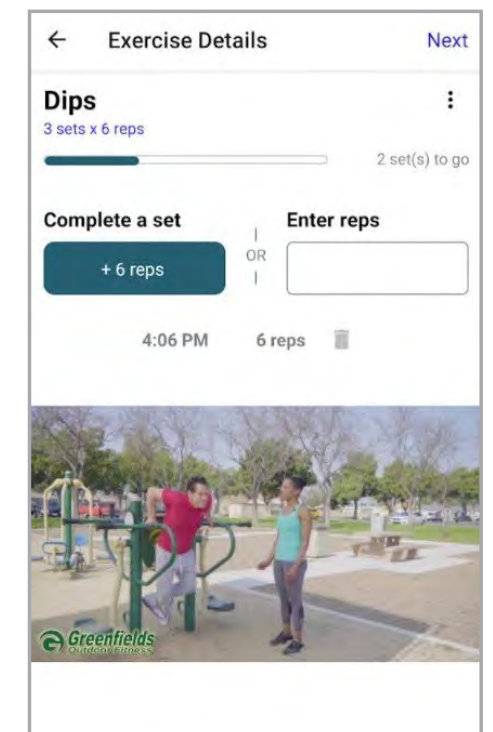 Exercise Details Next
Dips
3 sets x 6 reps
2 set(s) to go
Complete a set Enter reps
+ 6 reps OR
4:06 PM 6 reps
Greenfields
Outdoor Fitness